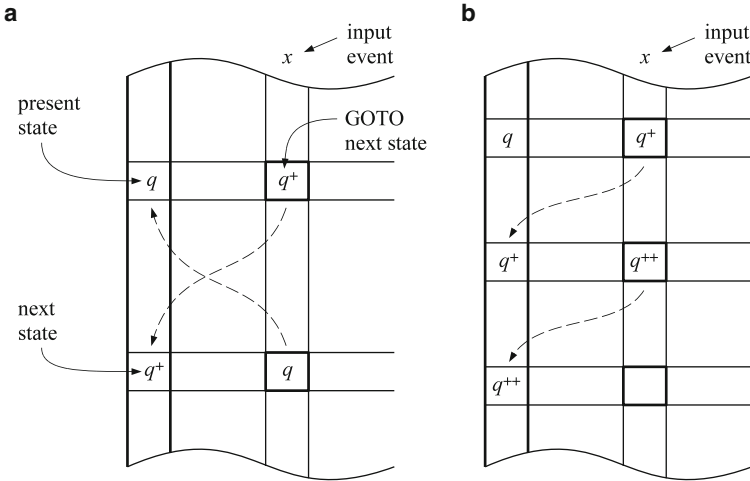 a
x
input
event
present
state
GOTO
next state
q
q⁺
next
state
q⁺
q
b
x
input
event
q
q⁺
q⁺
q⁺⁺
q⁺⁺